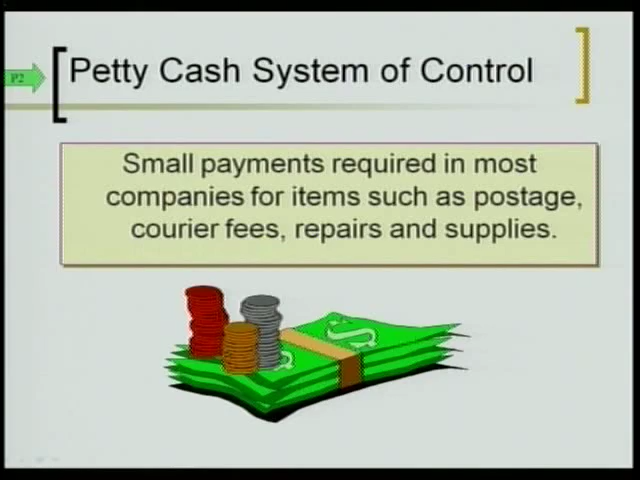 P2
Petty Cash System of Control
Small payments required in most
companies for items such as postage,
courier fees, repairs and supplies.
$